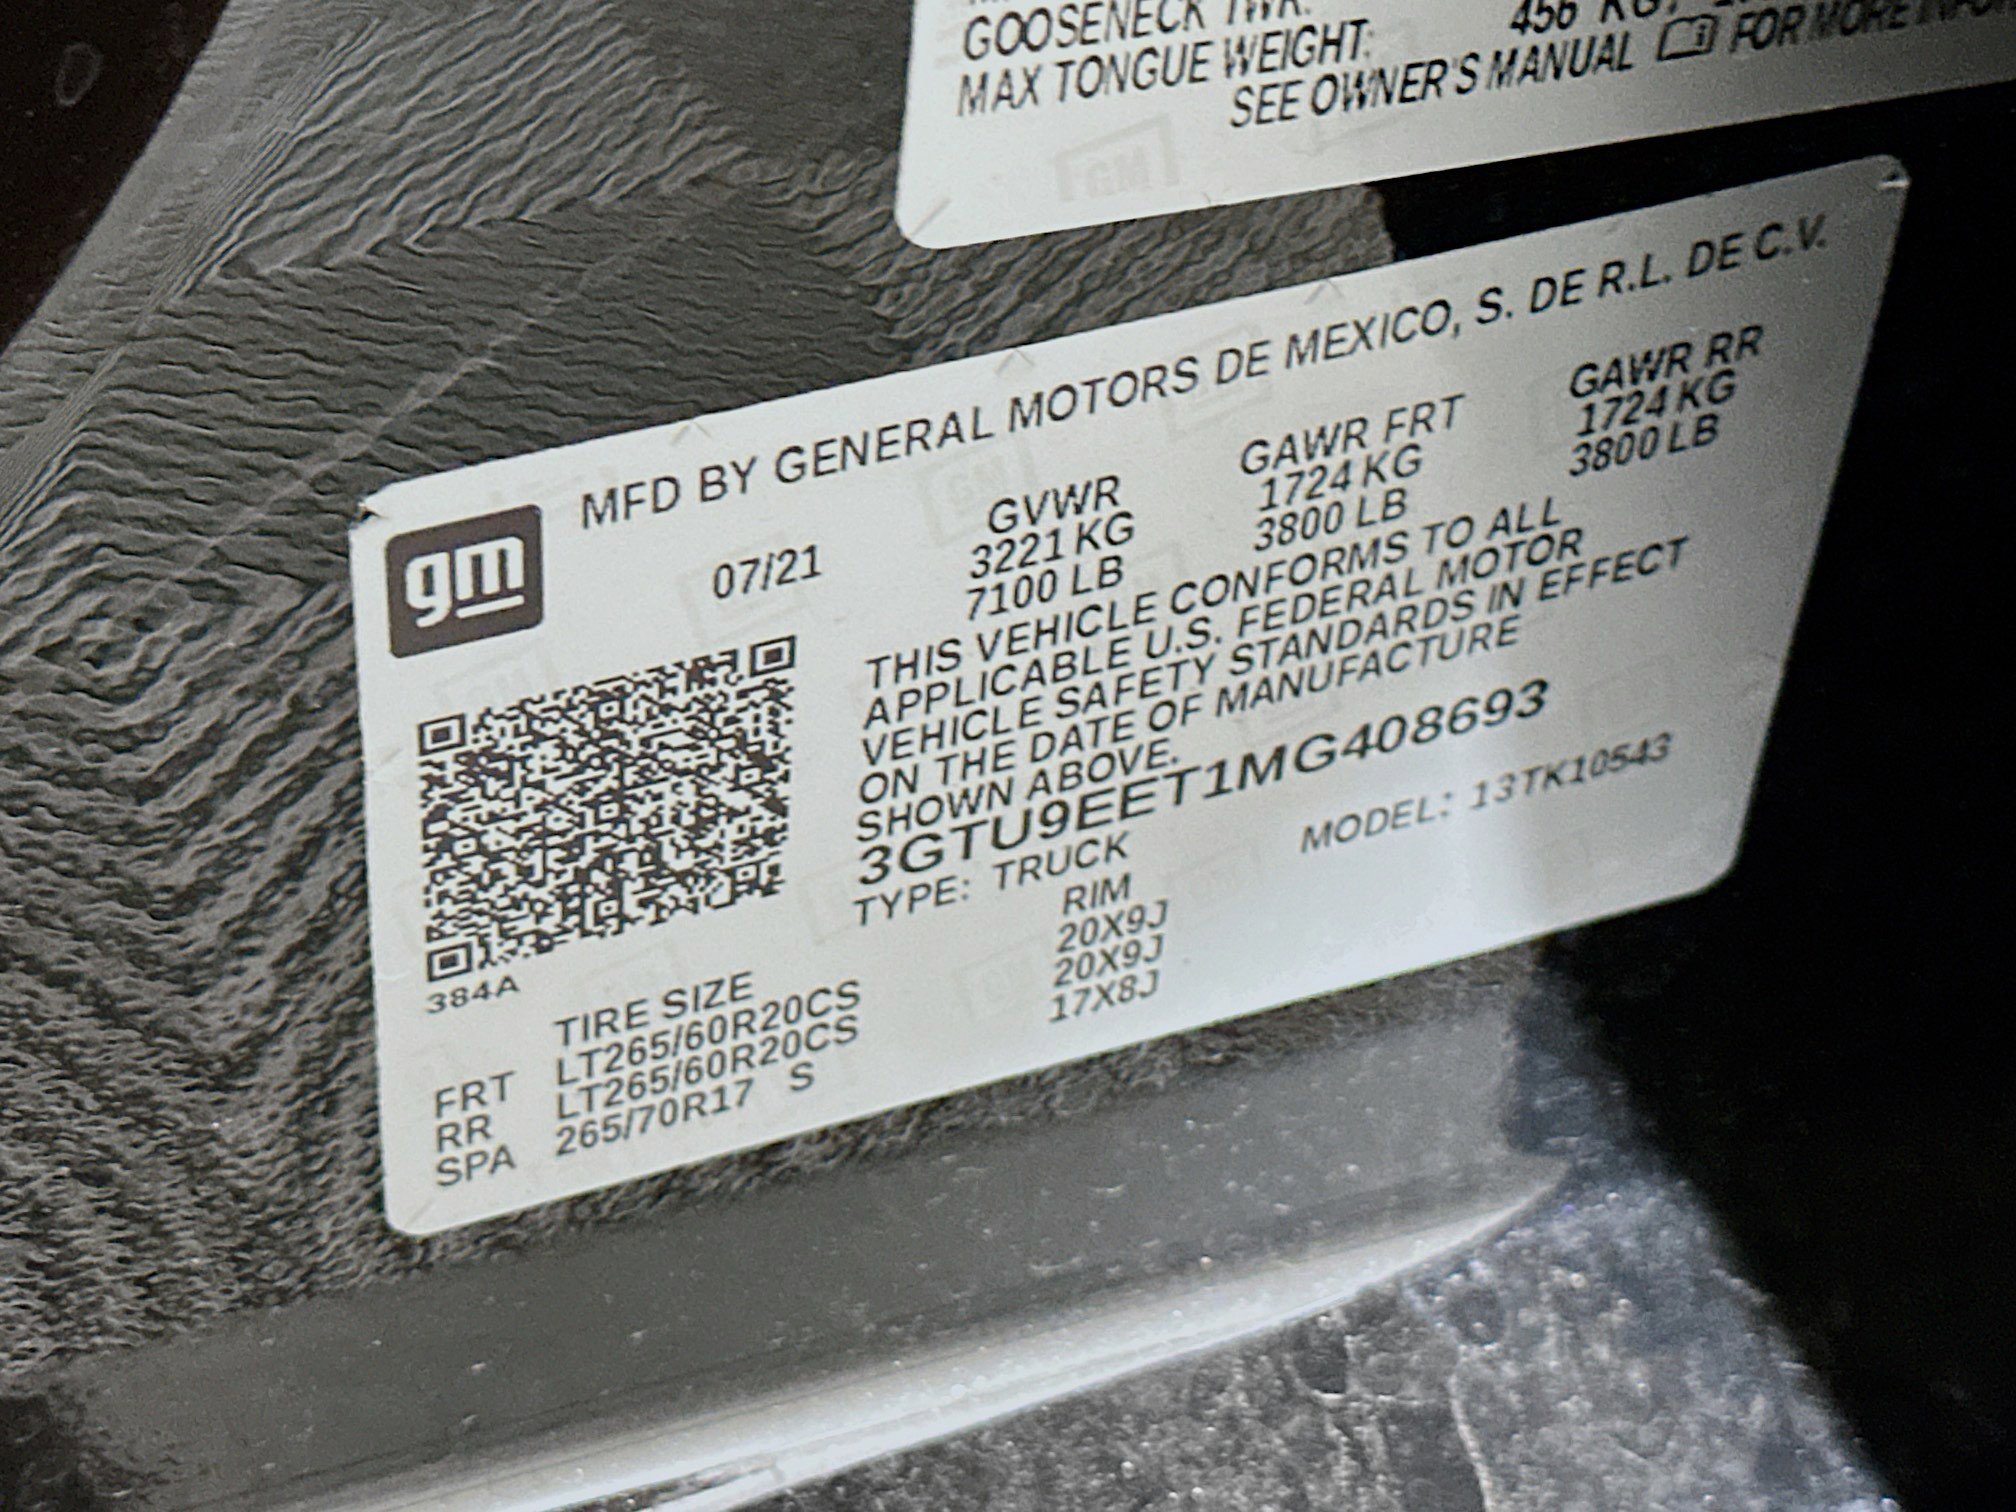 GOOSENECK TWR:
MAX TONGUE WEIGHT: 456 KG,
SEE OWNER'S MANUAL FOR MORE
MFD BY GENERAL MOTORS DE MEXICO, S. DE R.L. DE C.V.
gm
07/21 GVWR GAWR FRT GAWR RR
3221 KG 1724 KG 1724 KG
7100 LB 3800 LB 3800 LB
THIS VEHICLE CONFORMS TO ALL
APPLICABLE U.S. FEDERAL MOTOR
VEHICLE SAFETY STANDARDS IN EFFECT
ON THE DATE OF MANUFACTURE
SHOWN ABOVE.
3GTU9EET1MG408693
TYPE: TRUCK MODEL: 13TK10543
384A
TIRE SIZE RIM
FRT LT265/60R20CS 20X9J
RR LT265/60R20CS 20X9J
SPA 265/70R17 S 17X8J